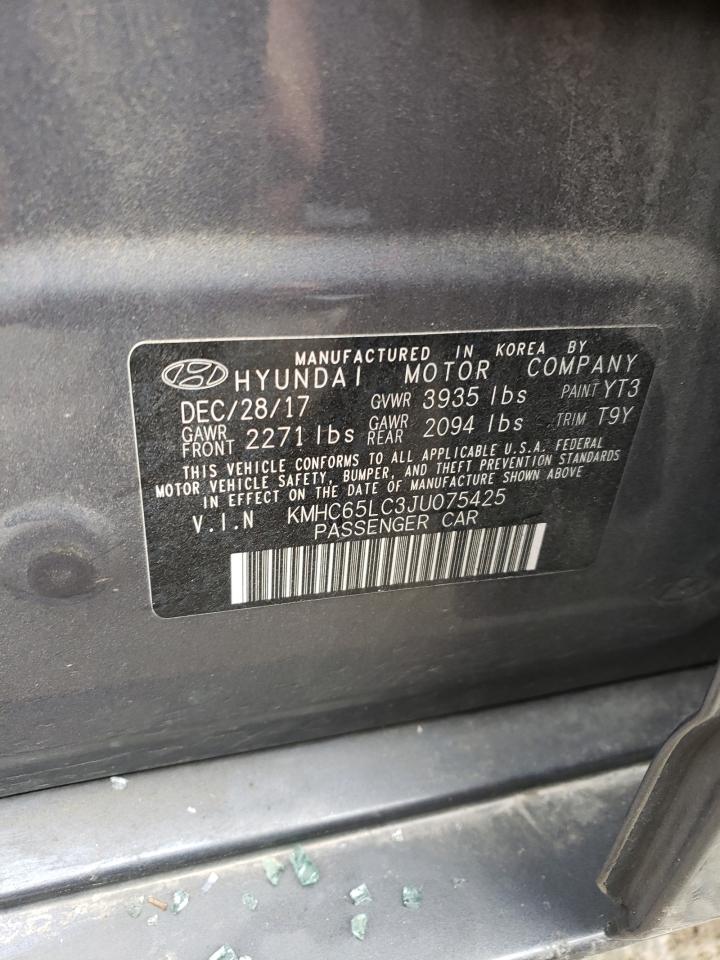 MANUFACTURED IN KOREA BY
HYUNDAI MOTOR COMPANY
DEC/28/17 GVWR 3935 lbs PAINT YT3
GAWR FRONT 2271 lbs GAWR REAR 2094 lbs TRIM T9Y
THIS VEHICLE CONFORMS TO ALL APPLICABLE U.S.A. FEDERAL
MOTOR VEHICLE SAFETY, BUMPER, AND THEFT PREVENTION STANDARDS
IN EFFECT ON THE DATE OF MANUFACTURE SHOWN ABOVE
V.I.N KMHC65LC3JU075425
PASSENGER CAR